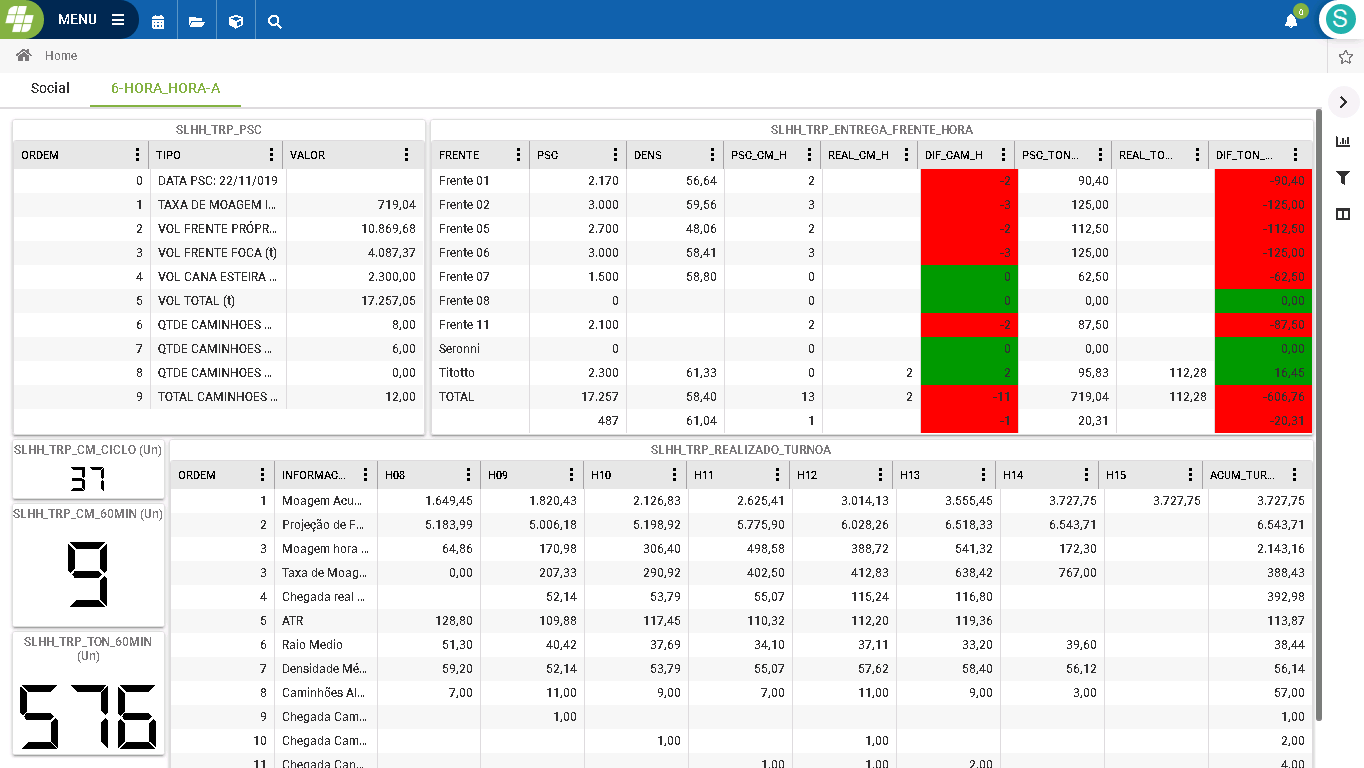 MENU
0
S
Home
Social 6-HORA_HORA-A
SLHH_TRP_PSC
ORDEM TIPO VALOR
0 DATA PSC: 22/11/019
1 TAXA DE MOAGEM I... 719,04
2 VOL FRENTE PRÓPR... 10.869,68
3 VOL FRENTE FOCA (t) 4.087,37
4 VOL CANA ESTEIRA ... 2.300,00
5 VOL TOTAL (t) 17.257,05
6 QTDE CAMINHOES ... 8,00
7 QTDE CAMINHOES ... 6,00
8 QTDE CAMINHOES ... 0,00
9 TOTAL CAMINHOES ... 12,00
SLHH_TRP_ENTREGA_FRENTE_HORA
FRENTE PSC DENS PSC_CM_H REAL_CM_H DIF_CAM_H PSC_TON... REAL_TO... DIF_TON_...
Frente 01 2.170 56,64 2 -2 90,40 -90,40
Frente 02 3.000 59,56 3 -3 125,00 -125,00
Frente 05 2.700 48,06 2 -2 112,50 -112,50
Frente 06 3.000 58,41 3 -3 125,00 -125,00
Frente 07 1.500 58,80 0 0 62,50 -62,50
Frente 08 0 0 0 0,00 0,00
Frente 11 2.100 2 -2 87,50 -87,50
Seronni 0 0 0 0,00 0,00
Titotto 2.300 61,33 0 2 2 95,83 112,28 16,45
TOTAL 17.257 58,40 13 2 -11 719,04 112,28 -606,76
487 61,04 1 -1 20,31 -20,31
SLHH_TRP_CM_CICLO (Un)
37
SLHH_TRP_CM_60MIN (Un)
9
SLHH_TRP_TON_60MIN
(Un)
576
SLHH_TRP_REALIZADO_TURNOA
ORDEM INFORMAC... H08 H09 H10 H11 H12 H13 H14 H15 ACUM_TUR...
1 Moagem Acu... 1.649,45 1.820,43 2.126,83 2.625,41 3.014,13 3.555,45 3.727,75 3.727,75 3.727,75
2 Projeção de F... 5.183,99 5.006,18 5.198,92 5.775,90 6.028,26 6.518,33 6.543,71 6.543,71
3 Moagem hora ... 64,86 170,98 306,40 498,58 388,72 541,32 172,30 2.143,16
3 Taxa de Moag... 0,00 207,33 290,92 402,50 412,83 638,42 767,00 388,43
4 Chegada real ... 52,14 53,79 55,07 115,24 116,80 392,98
5 ATR 128,80 109,88 117,45 110,32 112,20 119,36 113,87
6 Raio Medio 51,30 40,42 37,69 34,10 37,11 33,20 39,60 38,44
7 Densidade Mé... 59,20 52,14 53,79 55,07 57,62 58,40 56,12 56,14
8 Caminhões Al... 7,00 11,00 9,00 7,00 11,00 9,00 3,00 57,00
9 Chegada Cam... 1,00 1,00
10 Chegada Cam... 1,00 1,00 2,00
11 Chegada Can... 1,00 1,00 2,00 4,00